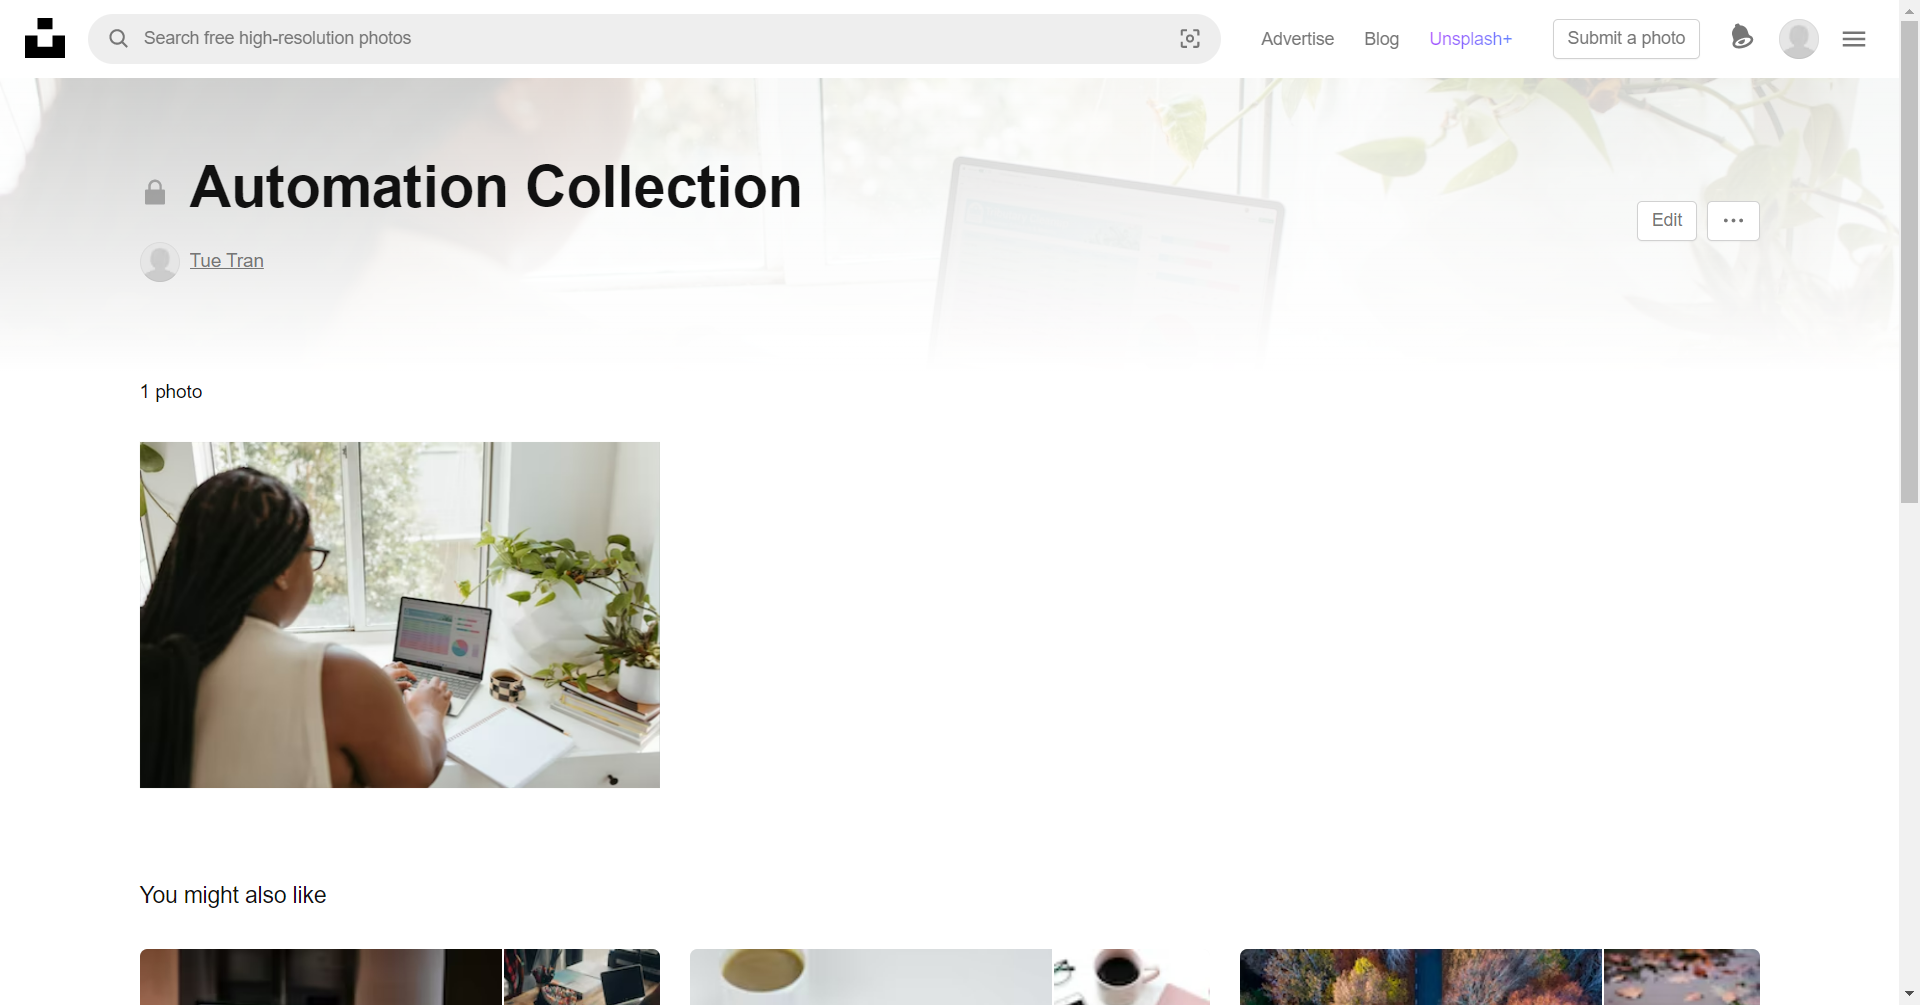 Search free high-resolution photos
Advertise
Blog
Unsplash+
Submit a photo
Automation Collection
Edit
Tue Tran
1 photo
You might also like